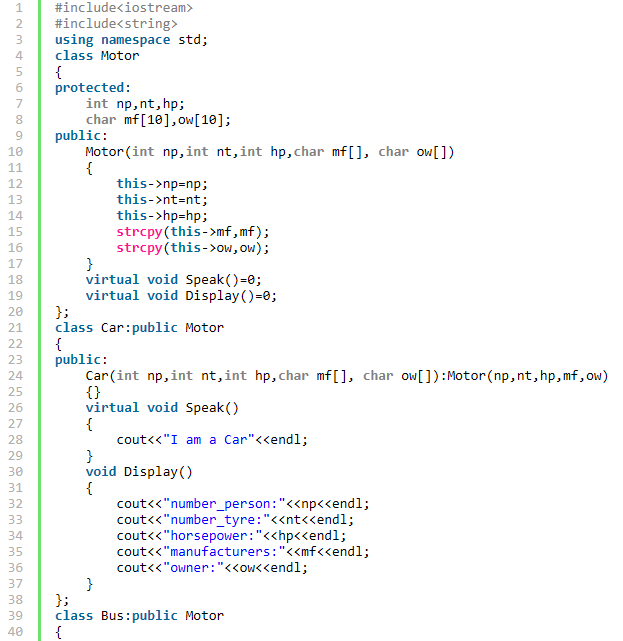 1 #include<iostream>
2 #include<string>
3 using namespace std;
4 class Motor
5 {
6 protected:
7     int np,nt,hp;
8     char mf[10],ow[10];
9 public:
10     Motor(int np,int nt,int hp,char mf[], char ow[])
11     {
12         this->np=np;
13         this->nt=nt;
14         this->hp=hp;
15         strcpy(this->mf,mf);
16         strcpy(this->ow,ow);
17     }
18     virtual void Speak()=0;
19     virtual void Display()=0;
20 };
21 class Car:public Motor
22 {
23 public:
24     Car(int np,int nt,int hp,char mf[], char ow[]):Motor(np,nt,hp,mf,ow)
25     {}
26     virtual void Speak()
27     {
28         cout<<"I am a Car"<<endl;
29     }
30     void Display()
31     {
32         cout<<"number_person:"<<np<<endl;
33         cout<<"number_tyre:"<<nt<<endl;
34         cout<<"horsepower:"<<hp<<endl;
35         cout<<"manufacturers:"<<mf<<endl;
36         cout<<"owner:"<<ow<<endl;
37     }
38 };
39 class Bus:public Motor
40 {